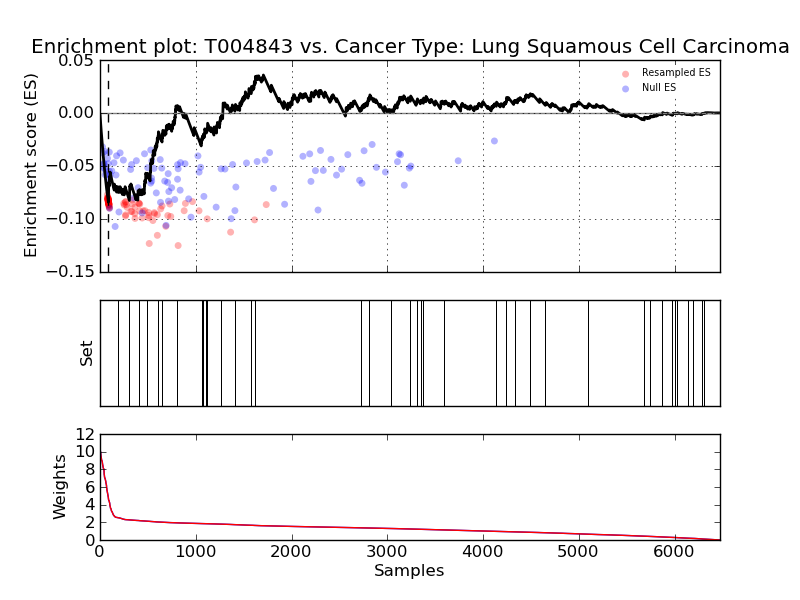 Enrichment plot: T004843 vs. Cancer Type: Lung Squamous Cell Carcinoma
0.05
0.00
−0.05
−0.10
−0.15
Enrichment score (ES)
Resampled ES
Null ES
Set
12
10
8
6
4
2
0
Weights
0 1000 2000 3000 4000 5000 6000
Samples